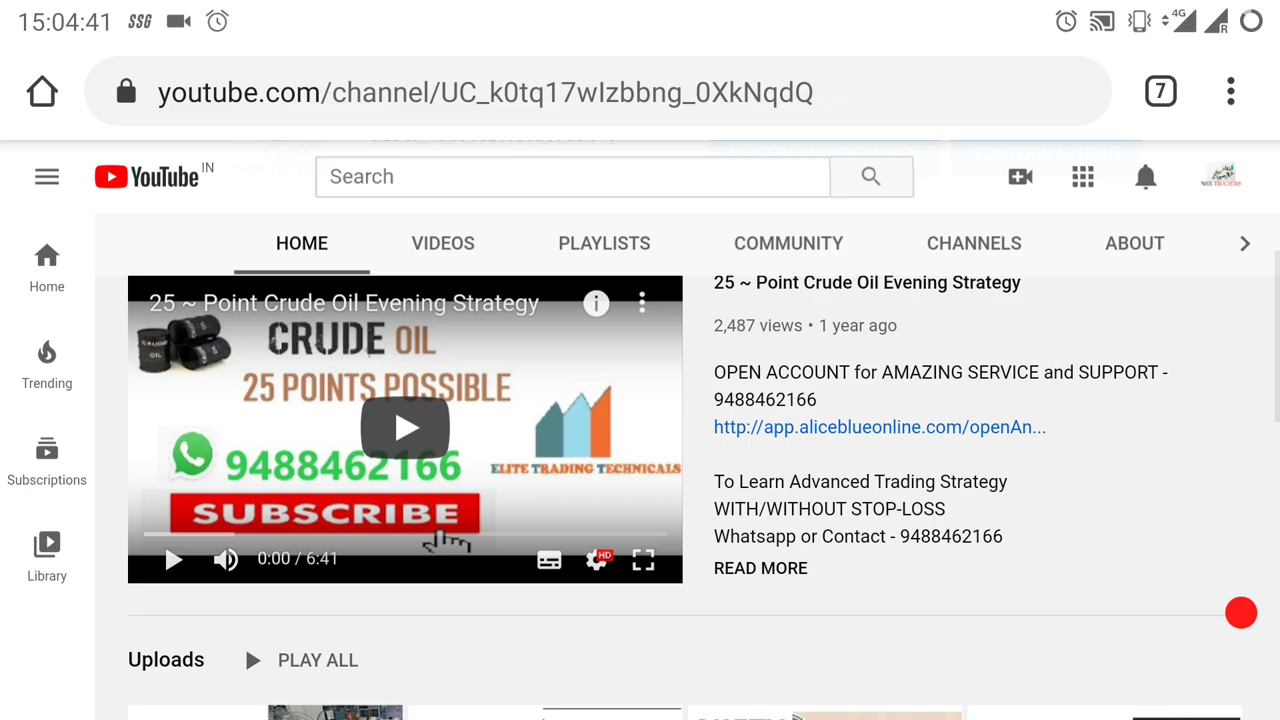 15:04:41 SSG
4G R
youtube.com/channel/UC_k0tq17wIzbbng_0XkNqdQ
7
YouTube IN
Search
HOME VIDEOS PLAYLISTS COMMUNITY CHANNELS ABOUT
Home
Trending
Subscriptions
Library
25 ~ Point Crude Oil Evening Strategy
CRUDE OIL
CRUDE OIL
25 POINTS POSSIBLE
9488462166
ELITE TRADING TECHNICALS
SUBSCRIBE
0:00 / 6:41
HD
25 ~ Point Crude Oil Evening Strategy
2,487 views • 1 year ago
OPEN ACCOUNT for AMAZING SERVICE and SUPPORT -
9488462166
http://app.aliceblueonline.com/openAn...
To Learn Advanced Trading Strategy
WITH/WITHOUT STOP-LOSS
Whatsapp or Contact - 9488462166
READ MORE
Uploads PLAY ALL